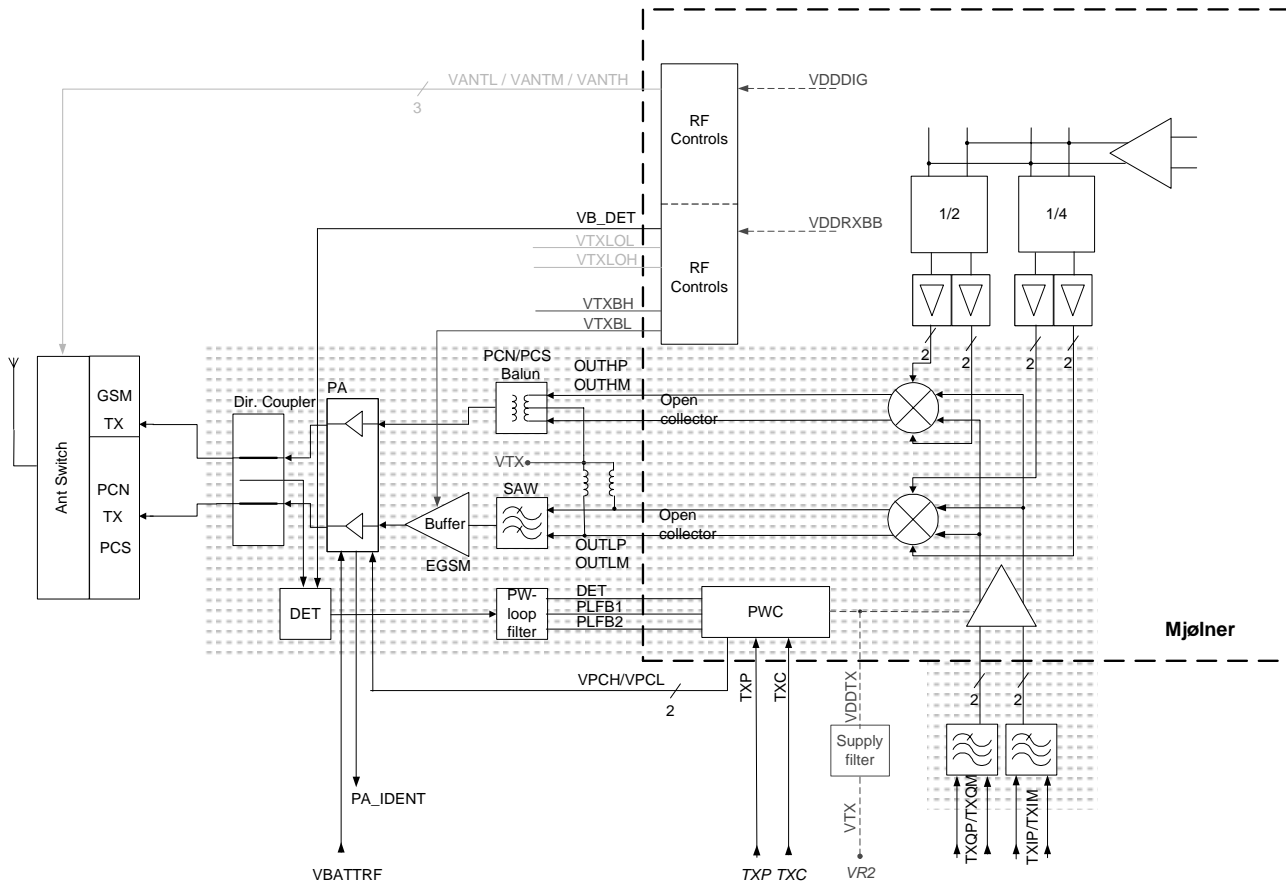 VANTL / VANTM / VANTH
3
VDDDIG
RF
Controls
VB_DET
VTXLOL
VTXLOH
VDDRXBB
RF
Controls
VTXBH
VTXBL
1/2
1/4
2
2
2
2
PCN/PCS
Balun
OUTHP
OUTHM
Open
collector
PA
Dir. Coupler
GSM
TX
Ant Switch
PCN
TX
PCS
VTX
SAW
Buffer
EGSM
Open
collector
OUTLP
OUTLM
DET
PW-
loop
filter
DET
PLFB1
PLFB2
PWC
Mjølner
VPCH/VPCL
2
TXP
TXC
VDDTX
2
2
Supply
filter
VTX
PA_IDENT
TXQP/TXQM
TXIP/TXIM
VBATTRF
TXP TXC
VR2